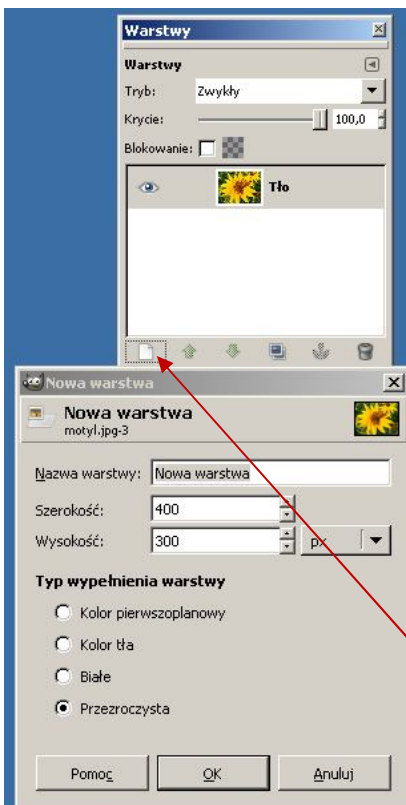 Warstwy
Warstwy
Tryb: Zwykły
Krycie: 100,0
Blokowanie:
Tło
Nowa warstwa
Nowa warstwa
motyl.jpg-3
Nazwa warstwy: Nowa warstwa
Szerokość: 400
Wysokość: 300 px
Typ wypełnienia warstwy
Kolor pierwszoplanowy
Kolor tła
Białe
Przezroczysta
Pomoc OK Anuluj